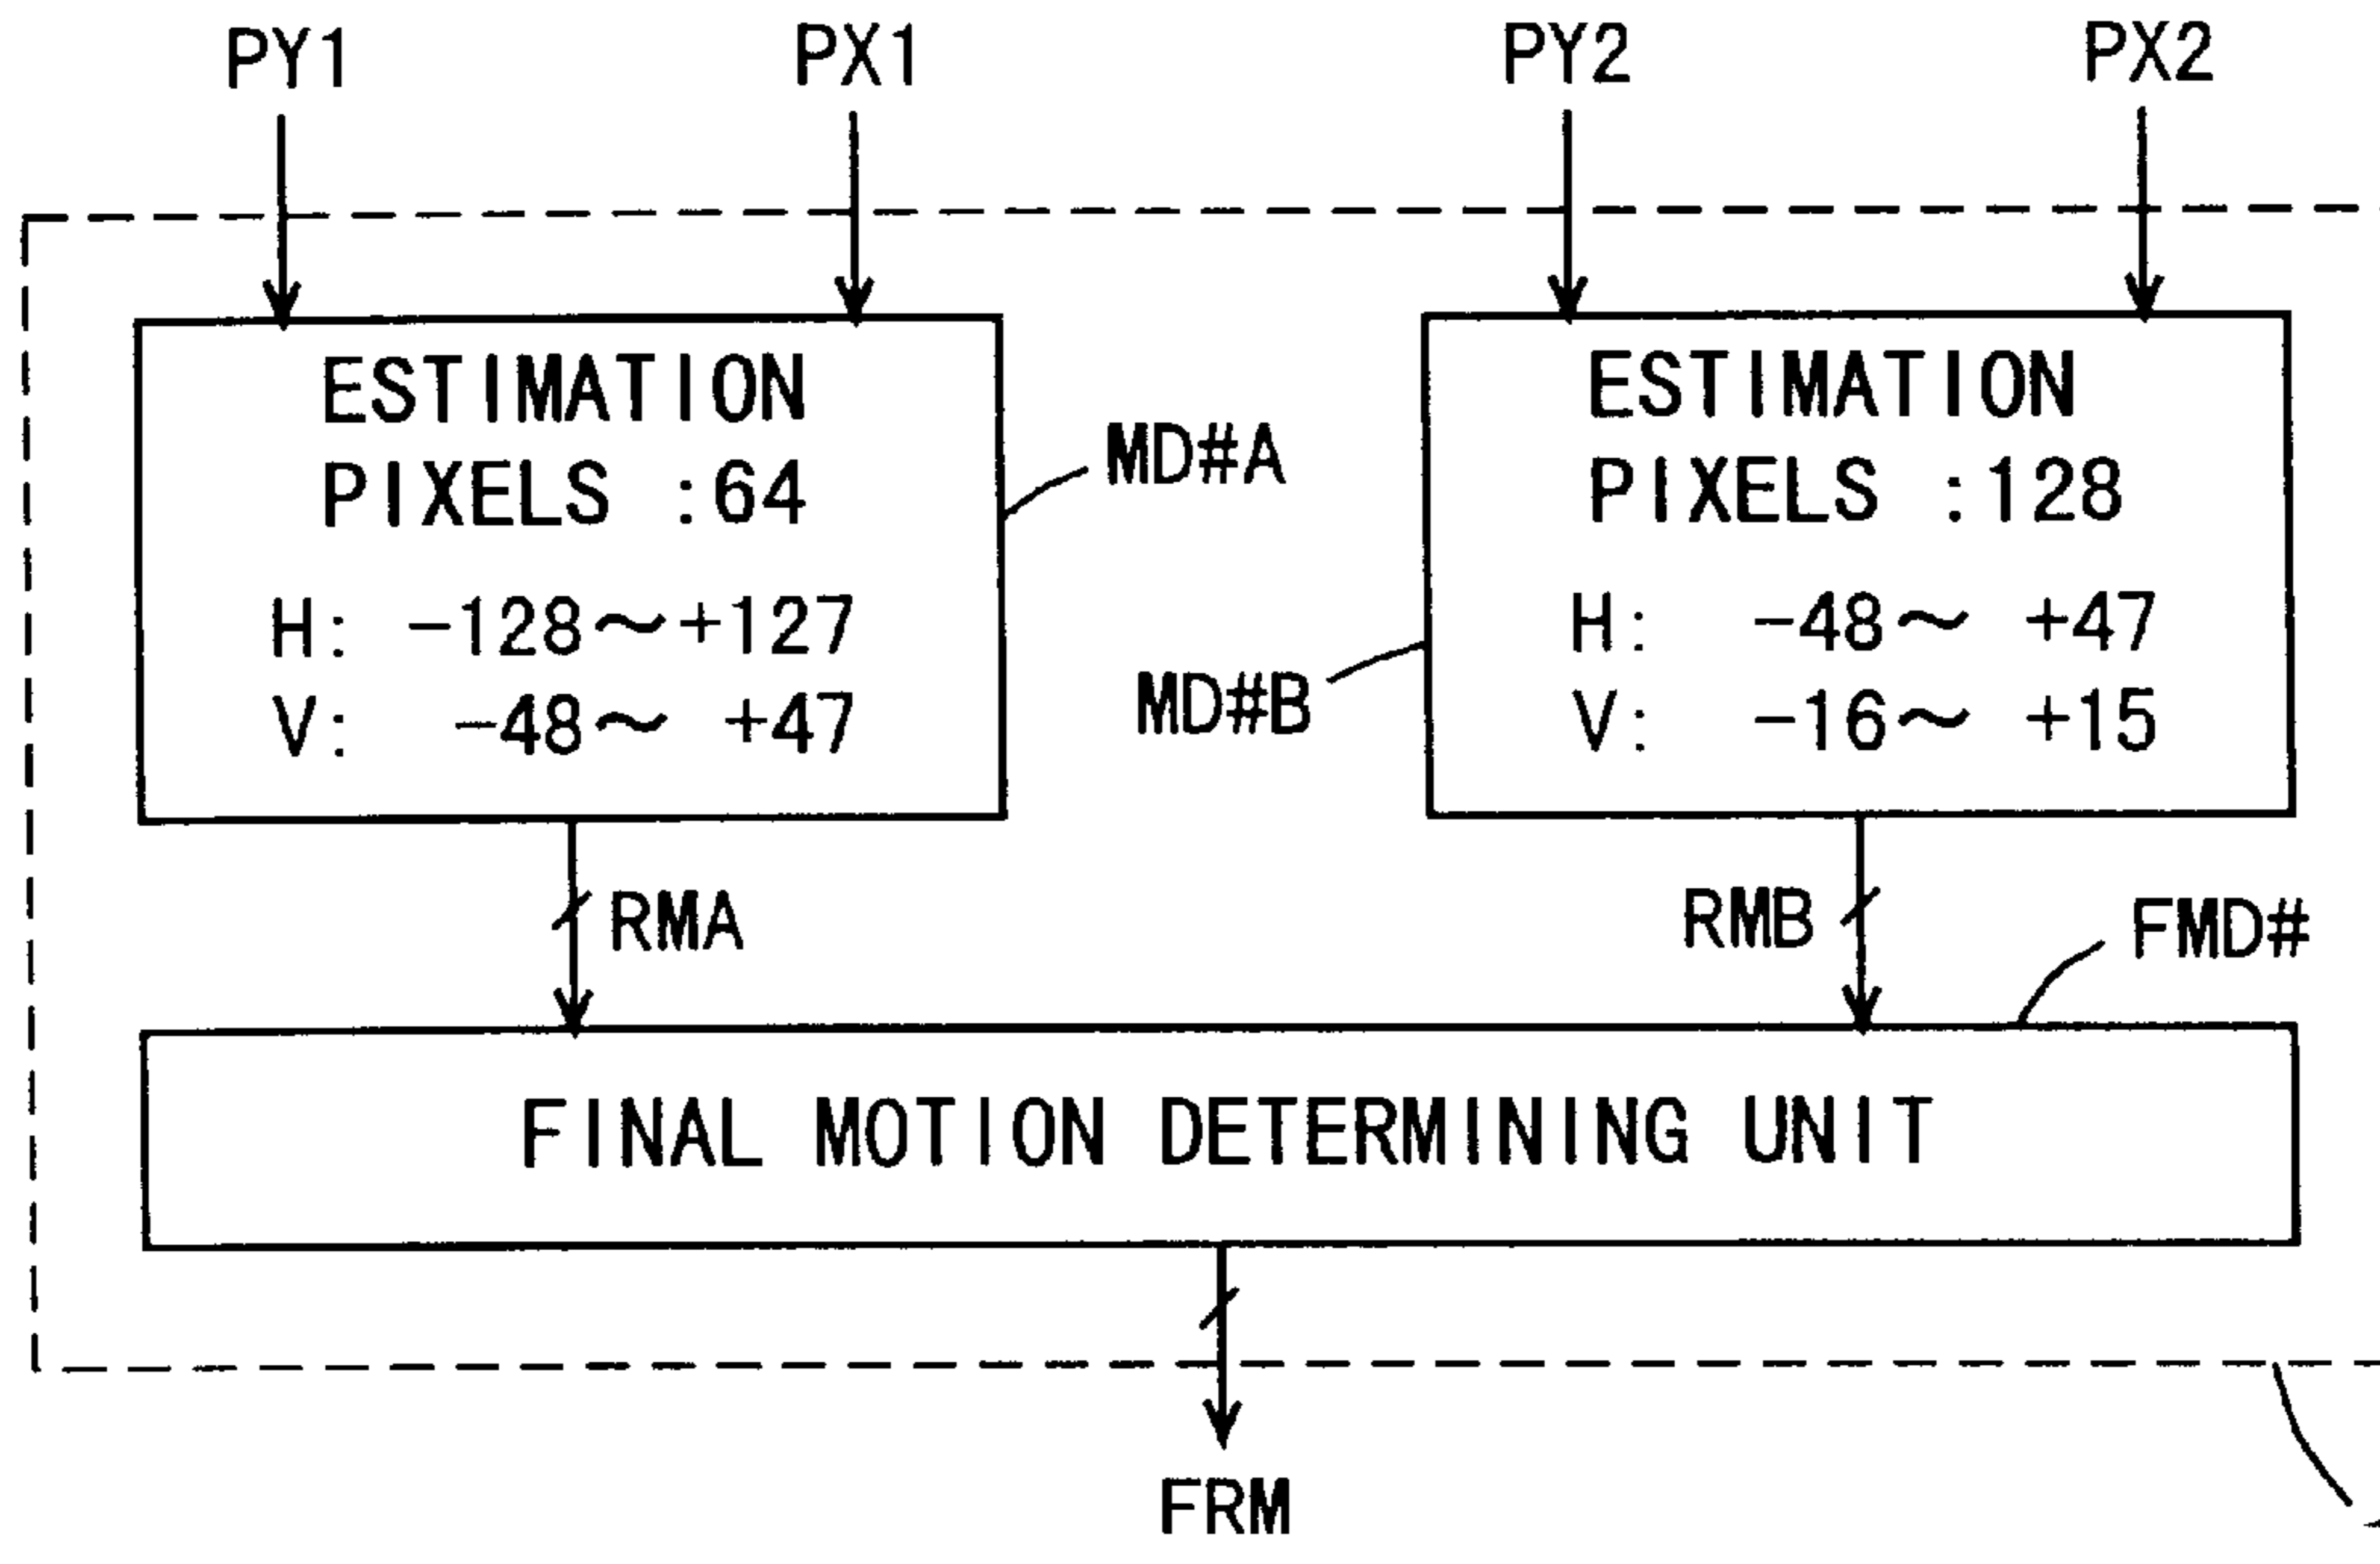 PY1 PX1 PY2 PX2
ESTIMATION
PIXELS :64
H: -128~+127
V: -48~ +47
MD#A
ESTIMATION
PIXELS :128
H: -48~ +47
V: -16~ +15
MD#B
RMA
RMB
FMD#
FINAL MOTION DETERMINING UNIT
FRM